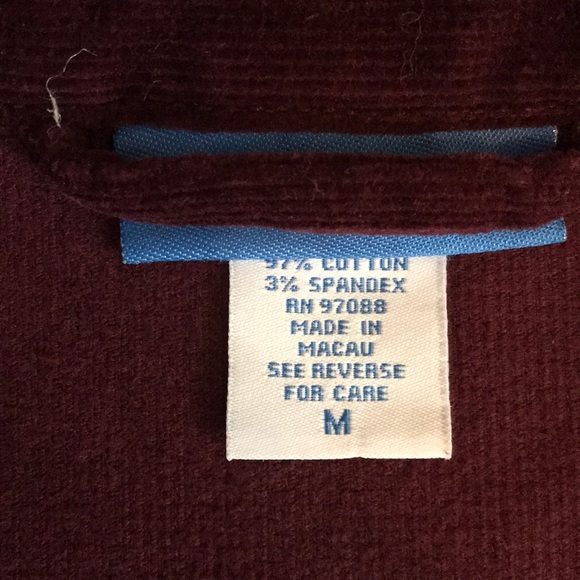 97% COTTON
3% SPANDEX
RN 97088
MADE IN
MACAU
SEE REVERSE
FOR CARE
M